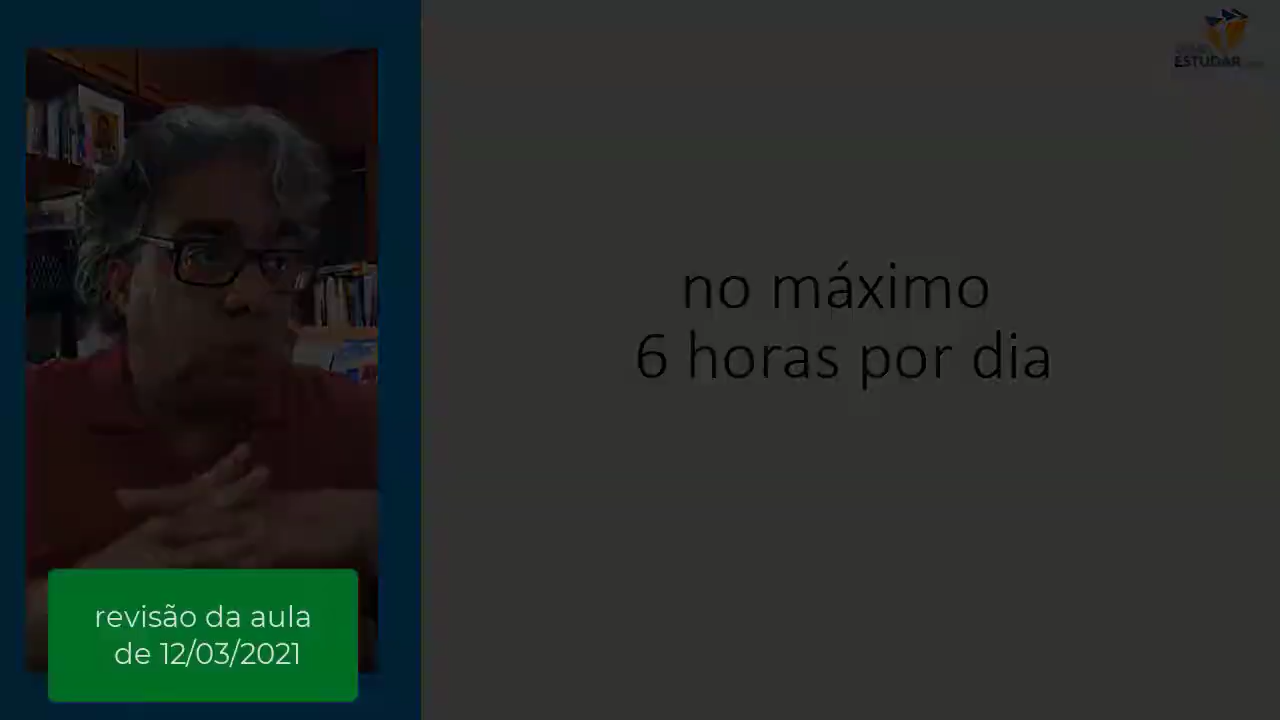 ESTUDAR
no máximo
6 horas por dia
revisão da aula
de 12/03/2021